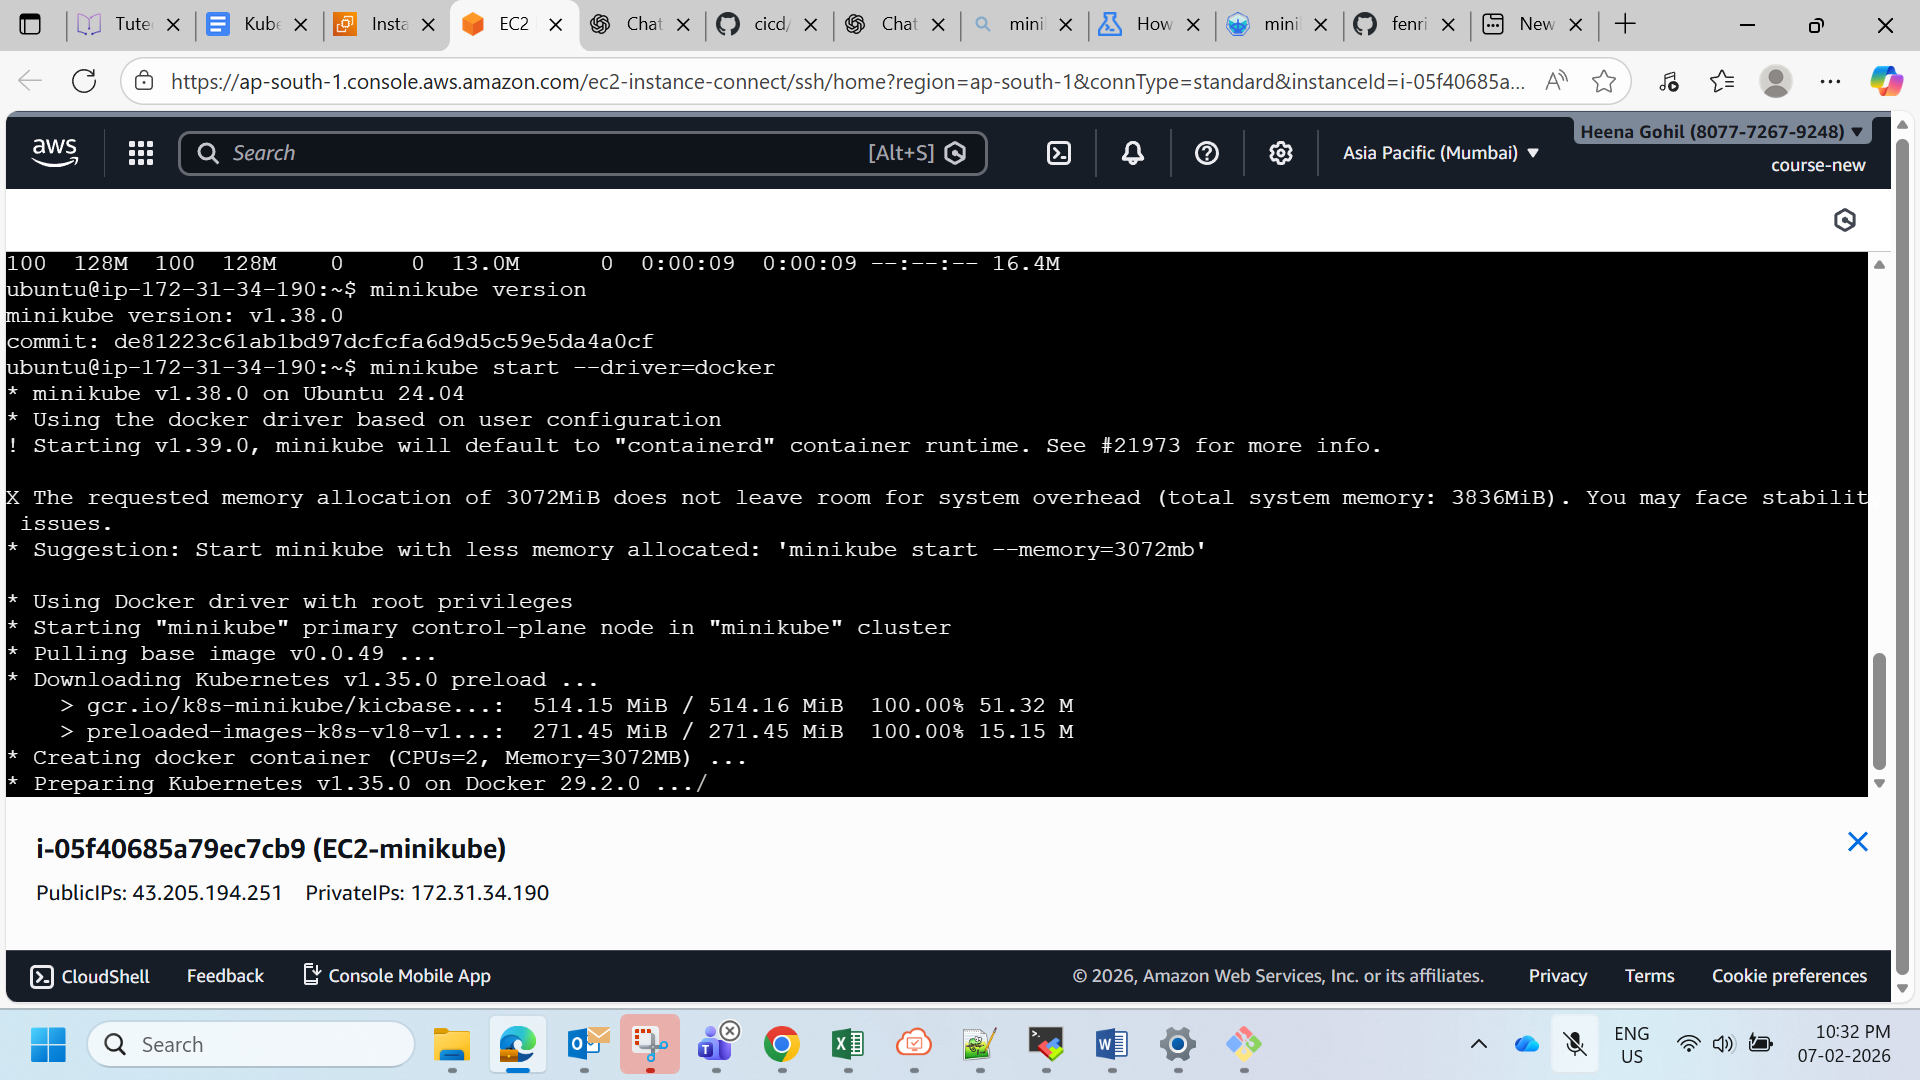 Tute
Kube
Insta
EC2
Chat
cicd/
Chat
mini
How
mini
fenri
New
https://ap-south-1.console.aws.amazon.com/ec2-instance-connect/ssh/home?region=ap-south-1&connType=standard&instanceId=i-05f40685a...
aws
Search
[Alt+S]
Asia Pacific (Mumbai)
Heena Gohil (8077-7267-9248)
course-new
100 128M 100 128M 0 0 13.0M 0 0:00:09 0:00:09 --:--:-- 16.4M
ubuntu@ip-172-31-34-190:~$ minikube version
minikube version: v1.38.0
commit: de81223c61ab1bd97dcfcfa6d9d5c59e5da4a0cf
ubuntu@ip-172-31-34-190:~$ minikube start --driver=docker
* minikube v1.38.0 on Ubuntu 24.04
* Using the docker driver based on user configuration
! Starting v1.39.0, minikube will default to "containerd" container runtime. See #21973 for more info.
X The requested memory allocation of 3072MiB does not leave room for system overhead (total system memory: 3836MiB). You may face stabilit
issues.
* Suggestion: Start minikube with less memory allocated: 'minikube start --memory=3072mb'
* Using Docker driver with root privileges
* Starting "minikube" primary control-plane node in "minikube" cluster
* Pulling base image v0.0.49 ...
* Downloading Kubernetes v1.35.0 preload ...
> gcr.io/k8s-minikube/kicbase...: 514.15 MiB / 514.16 MiB 100.00% 51.32 M
> preloaded-images-k8s-v18-v1...: 271.45 MiB / 271.45 MiB 100.00% 15.15 M
* Creating docker container (CPUs=2, Memory=3072MB) ...
* Preparing Kubernetes v1.35.0 on Docker 29.2.0 .../
i-05f40685a79ec7cb9 (EC2-minikube)
PublicIPs: 43.205.194.251 PrivateIPs: 172.31.34.190
CloudShell Feedback Console Mobile App
© 2026, Amazon Web Services, Inc. or its affiliates. Privacy Terms Cookie preferences
Search
ENG
US
10:32 PM
07-02-2026